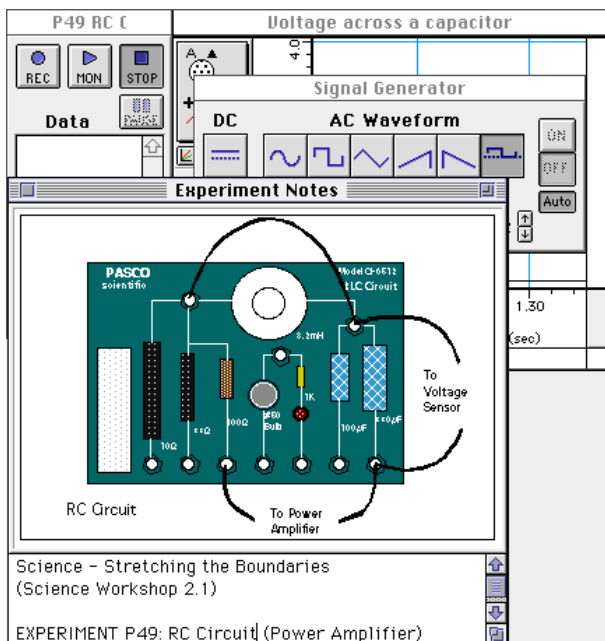 P49 RC C
Voltage across a capacitor
REC
MON
STOP
PAUSE
Data
A
4.0
Signal Generator
DC
AC Waveform
ON
OFF
Auto
Experiment Notes
PASCO
scientific
Model CI-6512
LC Circuit
8.2mH
1K
Bulb
10Ω
100Ω
100µF
To
Voltage
Sensor
To Power
Amplifier
RC Circuit
1.30
(sec)
Science - Stretching the Boundaries
(Science Workshop 2.1)
EXPERIMENT P49: RC Circuit (Power Amplifier)